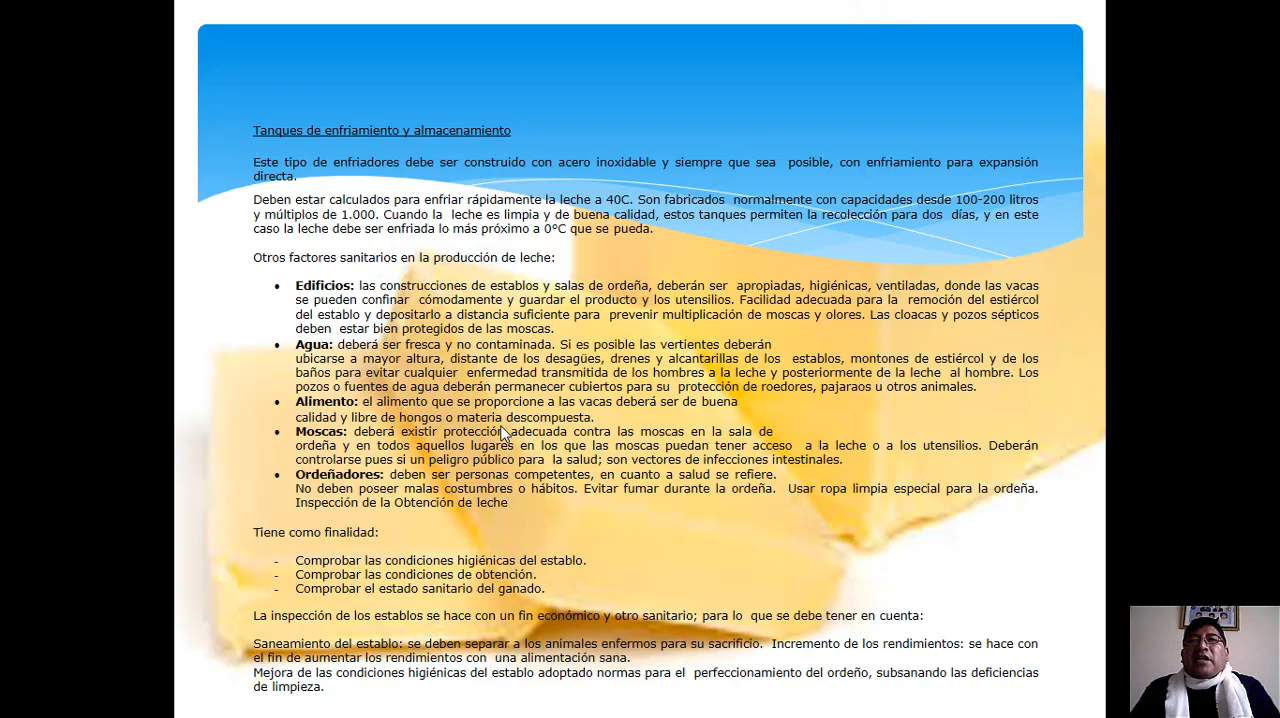 Tanques de enfriamiento y almacenamiento
Este tipo de enfriadores debe ser construido con acero inoxidable y siempre que sea posible, con enfriamiento para expansión
directa.
Deben estar calculados para enfriar rápidamente la leche a 40C. Son fabricados normalmente con capacidades desde 100-200 litros
y múltiplos de 1.000. Cuando la leche es limpia y de buena calidad, estos tanques permiten la recolección para dos días, y en este
caso la leche debe ser enfriada lo más próximo a 0°C que se pueda.
Otros factores sanitarios en la producción de leche:
• Edificios: las construcciones de establos y salas de ordeña, deberán ser apropiadas, higiénicas, ventiladas, donde las vacas
se pueden confinar cómodamente y guardar el producto y los utensilios. Facilidad adecuada para la remoción del estiércol
del establo y depositarlo a distancia suficiente para prevenir multiplicación de moscas y olores. Las cloacas y pozos sépticos
deben estar bien protegidos de las moscas.
• Agua: deberá ser fresca y no contaminada. Si es posible las vertientes deberán
ubicarse a mayor altura, distante de los desagües, drenes y alcantarillas de los establos, montones de estiércol y de los
baños para evitar cualquier enfermedad transmitida de los hombres a la leche y posteriormente de la leche al hombre. Los
pozos o fuentes de agua deberán permanecer cubiertos para su protección de roedores, pajaraos u otros animales.
• Alimento: el alimento que se proporcione a las vacas deberá ser de buena
calidad y libre de hongos o materia descompuesta.
• Moscas: deberá existir protección adecuada contra las moscas en la sala de
ordeña y en todos aquellos lugares en los que las moscas puedan tener acceso a la leche o a los utensilios. Deberán
controlarse pues si un peligro público para la salud; son vectores de infecciones intestinales.
• Ordeñadores: deben ser personas competentes, en cuanto a salud se refiere.
No deben poseer malas costumbres o hábitos. Evitar fumar durante la ordeña. Usar ropa limpia especial para la ordeña.
Inspección de la Obtención de leche
Tiene como finalidad:
- Comprobar las condiciones higiénicas del establo.
- Comprobar las condiciones de obtención.
- Comprobar el estado sanitario del ganado.
La inspección de los establos se hace con un fin económico y otro sanitario; para lo que se debe tener en cuenta:
Saneamiento del establo: se deben separar a los animales enfermos para su sacrificio. Incremento de los rendimientos: se hace con
el fin de aumentar los rendimientos con una alimentación sana.
Mejora de las condiciones higiénicas del establo adoptado normas para el perfeccionamiento del ordeño, subsanando las deficiencias
de limpieza.